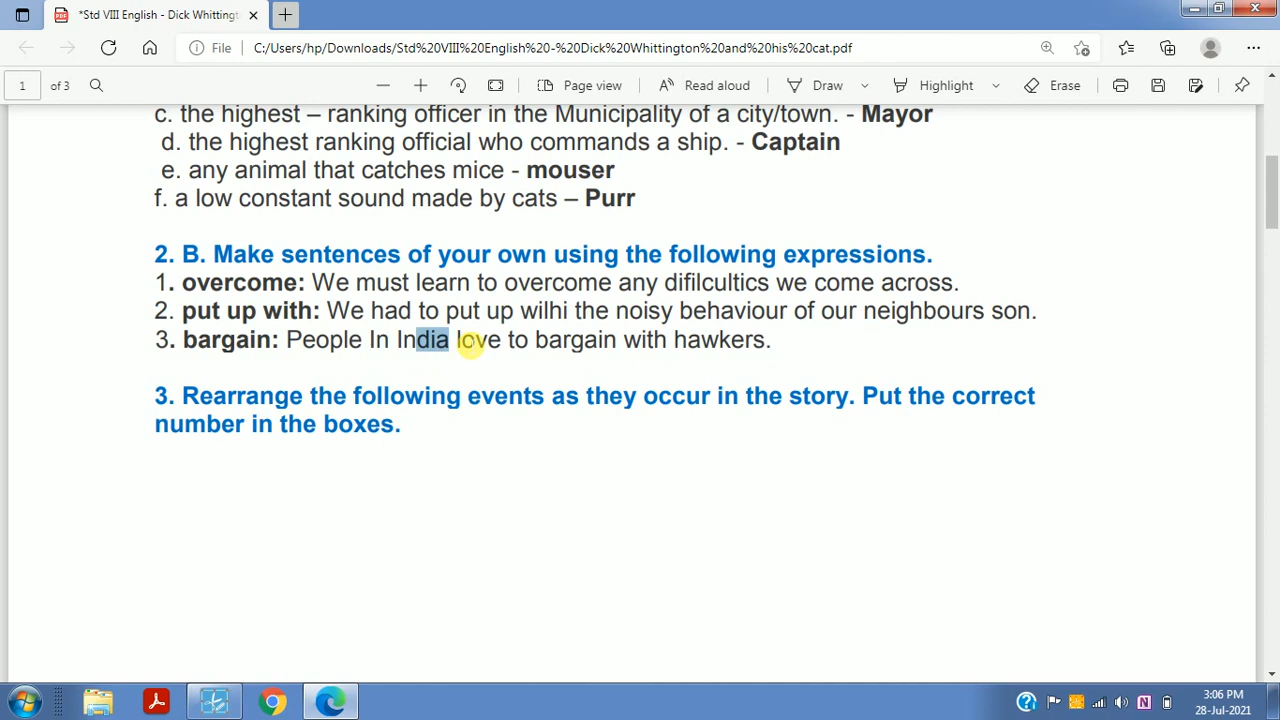 *Std VIII English - Dick Whittingt
File C:/Users/hp/Downloads/Std%20VIII%20English%20-%20Dick%20Whittington%20and%20his%20cat.pdf
1 of 3 Page view Read aloud Draw Highlight Erase
c. the highest – ranking officer in the Municipality of a city/town. - Mayor
d. the highest ranking official who commands a ship. - Captain
e. any animal that catches mice - mouser
f. a low constant sound made by cats – Purr
2. B. Make sentences of your own using the following expressions.
1. overcome: We must learn to overcome any difilcultics we come across.
2. put up with: We had to put up wilhi the noisy behaviour of our neighbours son.
3. bargain: People In India love to bargain with hawkers.
3. Rearrange the following events as they occur in the story. Put the correct
number in the boxes.
3:06 PM
28-Jul-2021